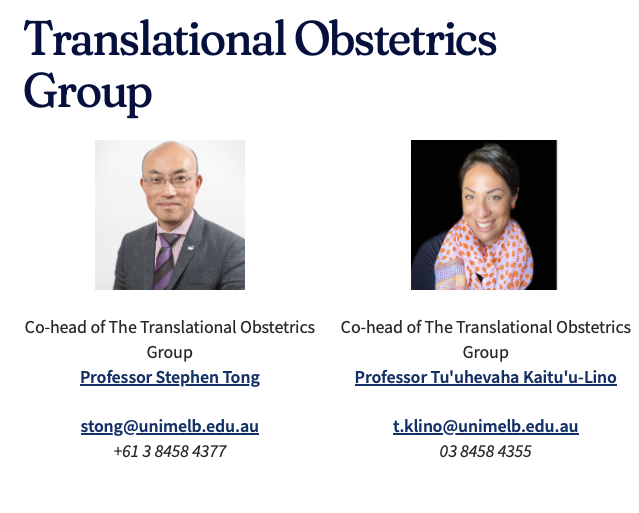 Translational Obstetrics
Group
Co-head of The Translational Obstetrics
Group
Professor Stephen Tong
stong@unimelb.edu.au
+61 3 8458 4377
Co-head of The Translational Obstetrics
Group
Professor Tu'uhevaha Kaitu'u-Lino
t.klino@unimelb.edu.au
03 8458 4355